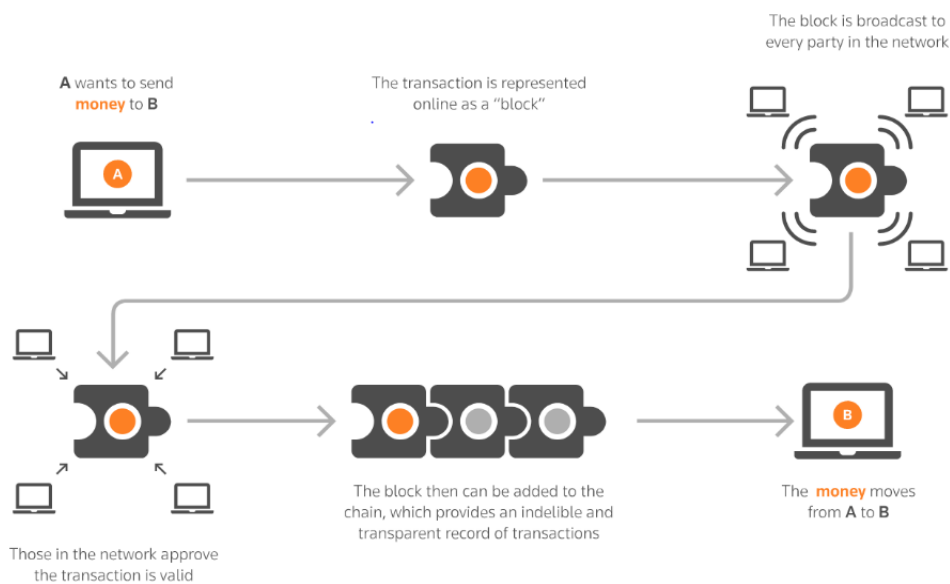 A wants to send
money to B
A
The transaction is represented
online as a “block”
The block is broadcast to
every party in the network
Those in the network approve
the transaction is valid
The block then can be added to the
chain, which provides an indelible and
transparent record of transactions
B
The money moves
from A to B